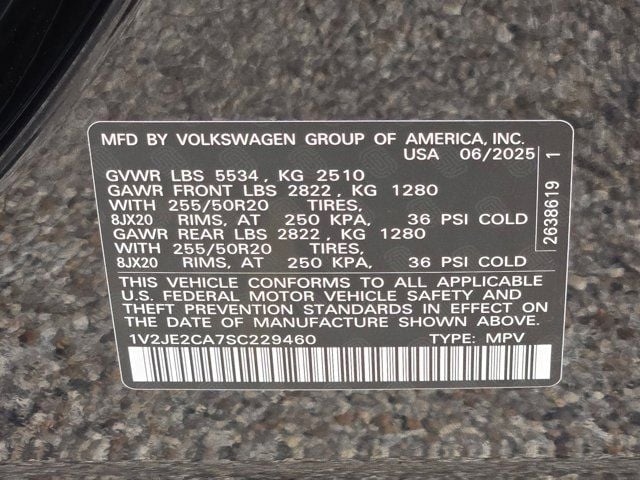 MFD BY VOLKSWAGEN GROUP OF AMERICA, INC.
USA 06/2025
GVWR LBS 5534 , KG 2510
GAWR FRONT LBS 2822 , KG 1280
WITH 255/50R20 TIRES,
8JX20 RIMS, AT 250 KPA, 36 PSI COLD
GAWR REAR LBS 2822 , KG 1280
WITH 255/50R20 TIRES,
8JX20 RIMS, AT 250 KPA, 36 PSI COLD
THIS VEHICLE CONFORMS TO ALL APPLICABLE
U.S. FEDERAL MOTOR VEHICLE SAFETY AND
THEFT PREVENTION STANDARDS IN EFFECT ON
THE DATE OF MANUFACTURE SHOWN ABOVE.
1V2JE2CA7SC229460 TYPE: MPV
2638619 1